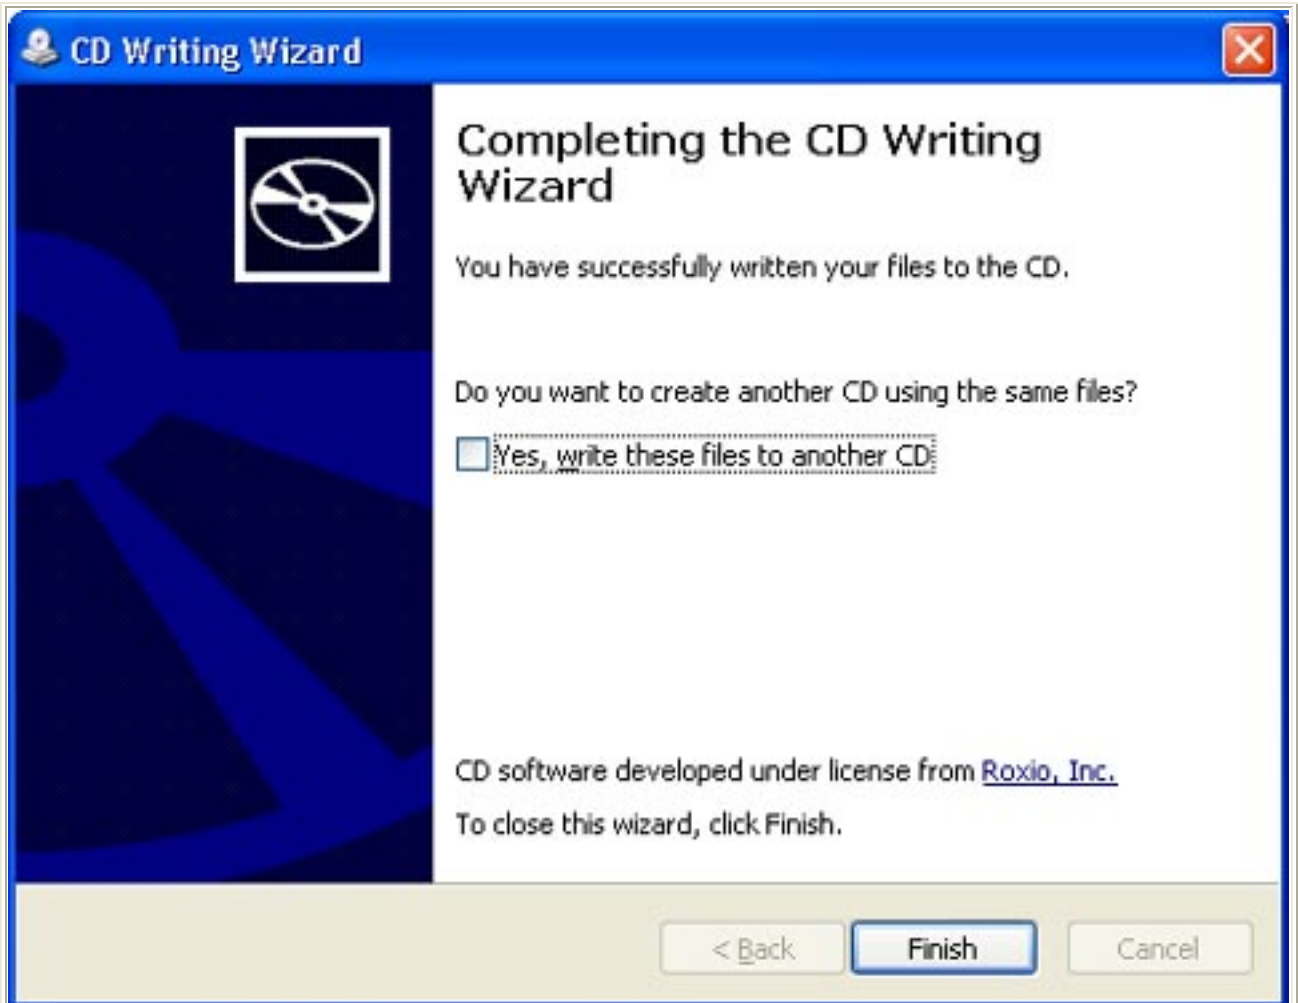 CD Writing Wizard
Completing the CD Writing
Wizard
You have successfully written your files to the CD.
Do you want to create another CD using the same files?
Yes, write these files to another CD
CD software developed under license from Roxio, Inc.
To close this wizard, click Finish.
< Back
Finish
Cancel